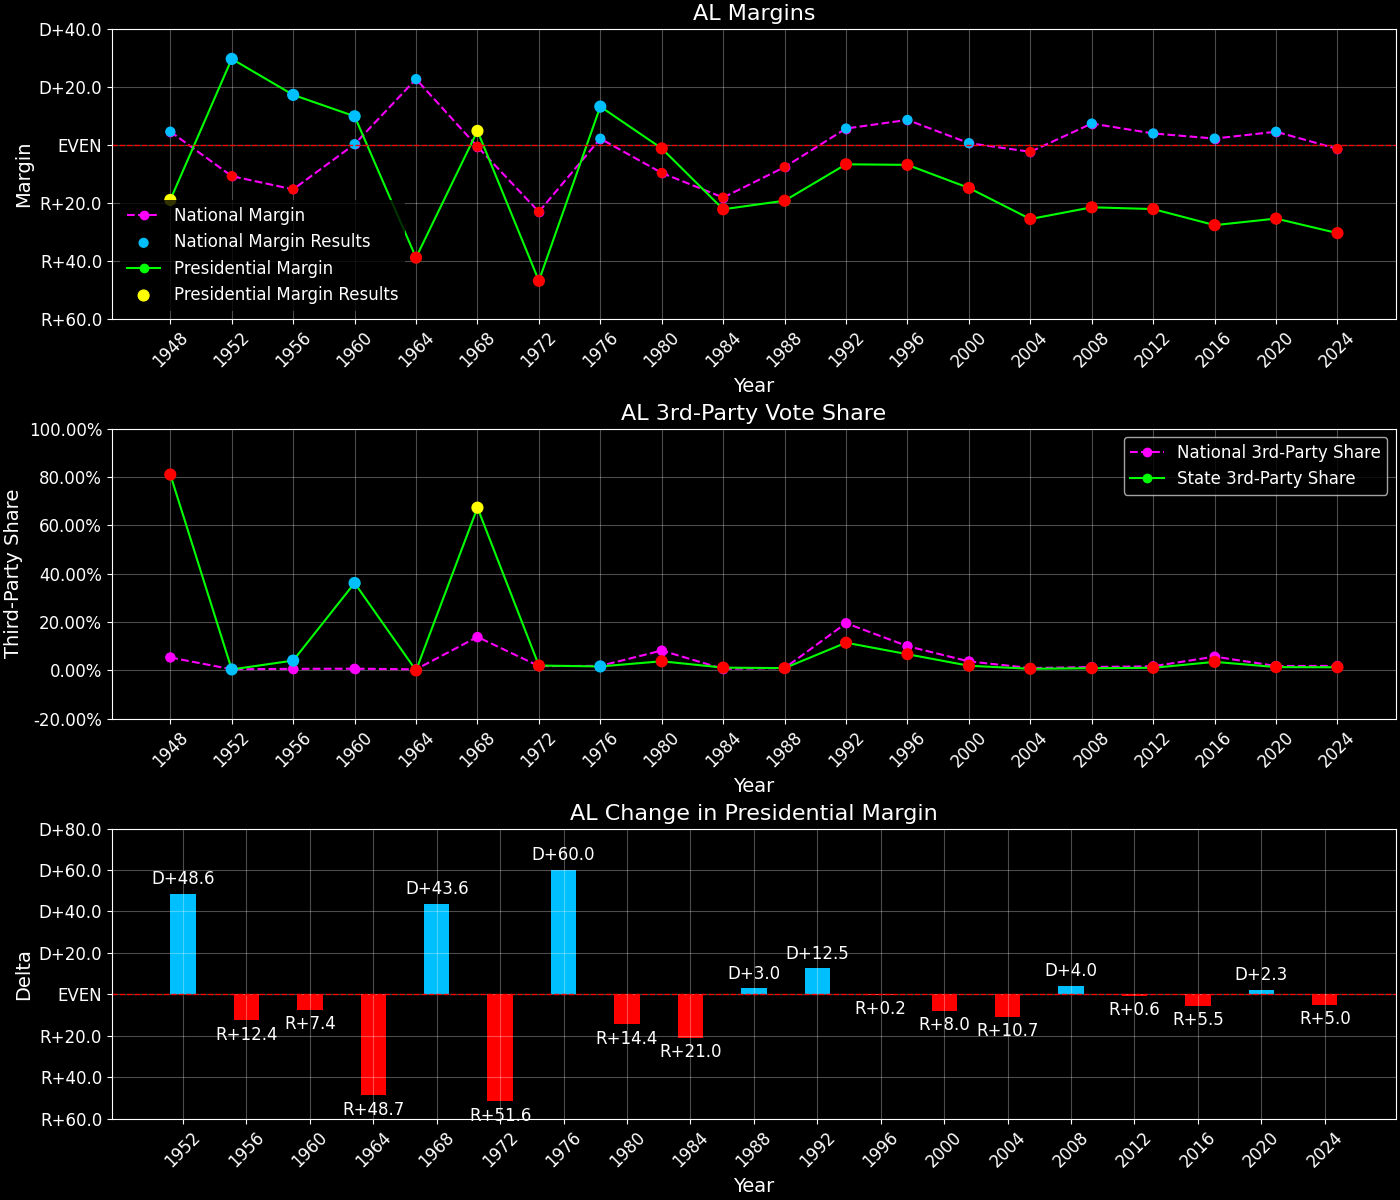 AL Margins
D+40.0
D+20.0
EVEN
R+20.0
R+40.0
R+60.0
Margin
National Margin
National Margin Results
Presidential Margin
Presidential Margin Results
1948 1952 1956 1960 1964 1968 1972 1976 1980 1984 1988 1992 1996 2000 2004 2008 2012 2016 2020 2024
Year
AL 3rd-Party Vote Share
100.00%
80.00%
60.00%
40.00%
20.00%
0.00%
-20.00%
Third-Party Share
National 3rd-Party Share
State 3rd-Party Share
1948 1952 1956 1960 1964 1968 1972 1976 1980 1984 1988 1992 1996 2000 2004 2008 2012 2016 2020 2024
Year
AL Change in Presidential Margin
D+80.0
D+60.0
D+40.0
D+20.0
EVEN
R+20.0
R+40.0
R+60.0
Delta
D+48.6
R+12.4
R+7.4
R+48.7
D+43.6
R+51.6
D+60.0
R+14.4
R+21.0
D+3.0
D+12.5
R+0.2
R+8.0
R+10.7
D+4.0
R+0.6
R+5.5
D+2.3
R+5.0
1952 1956 1960 1964 1968 1972 1976 1980 1984 1988 1992 1996 2000 2004 2008 2012 2016 2020 2024
Year